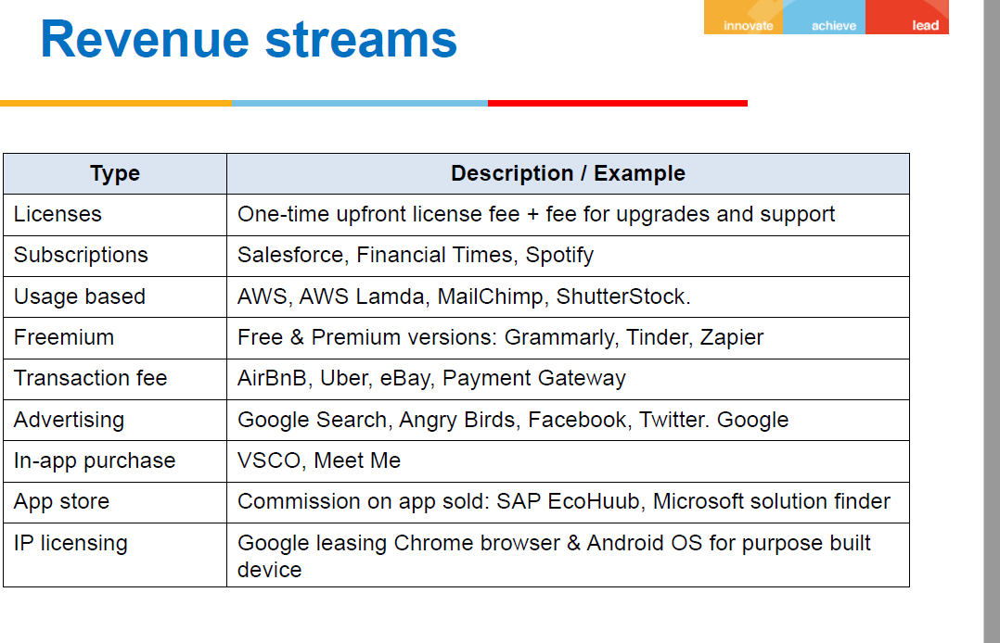 Revenue streams
innovate achieve lead
Type Description / Example
Licenses One-time upfront license fee + fee for upgrades and support
Subscriptions Salesforce, Financial Times, Spotify
Usage based AWS, AWS Lamda, MailChimp, ShutterStock.
Freemium Free & Premium versions: Grammarly, Tinder, Zapier
Transaction fee AirBnB, Uber, eBay, Payment Gateway
Advertising Google Search, Angry Birds, Facebook, Twitter. Google
In-app purchase VSCO, Meet Me
App store Commission on app sold: SAP EcoHuub, Microsoft solution finder
IP licensing Google leasing Chrome browser & Android OS for purpose built
device